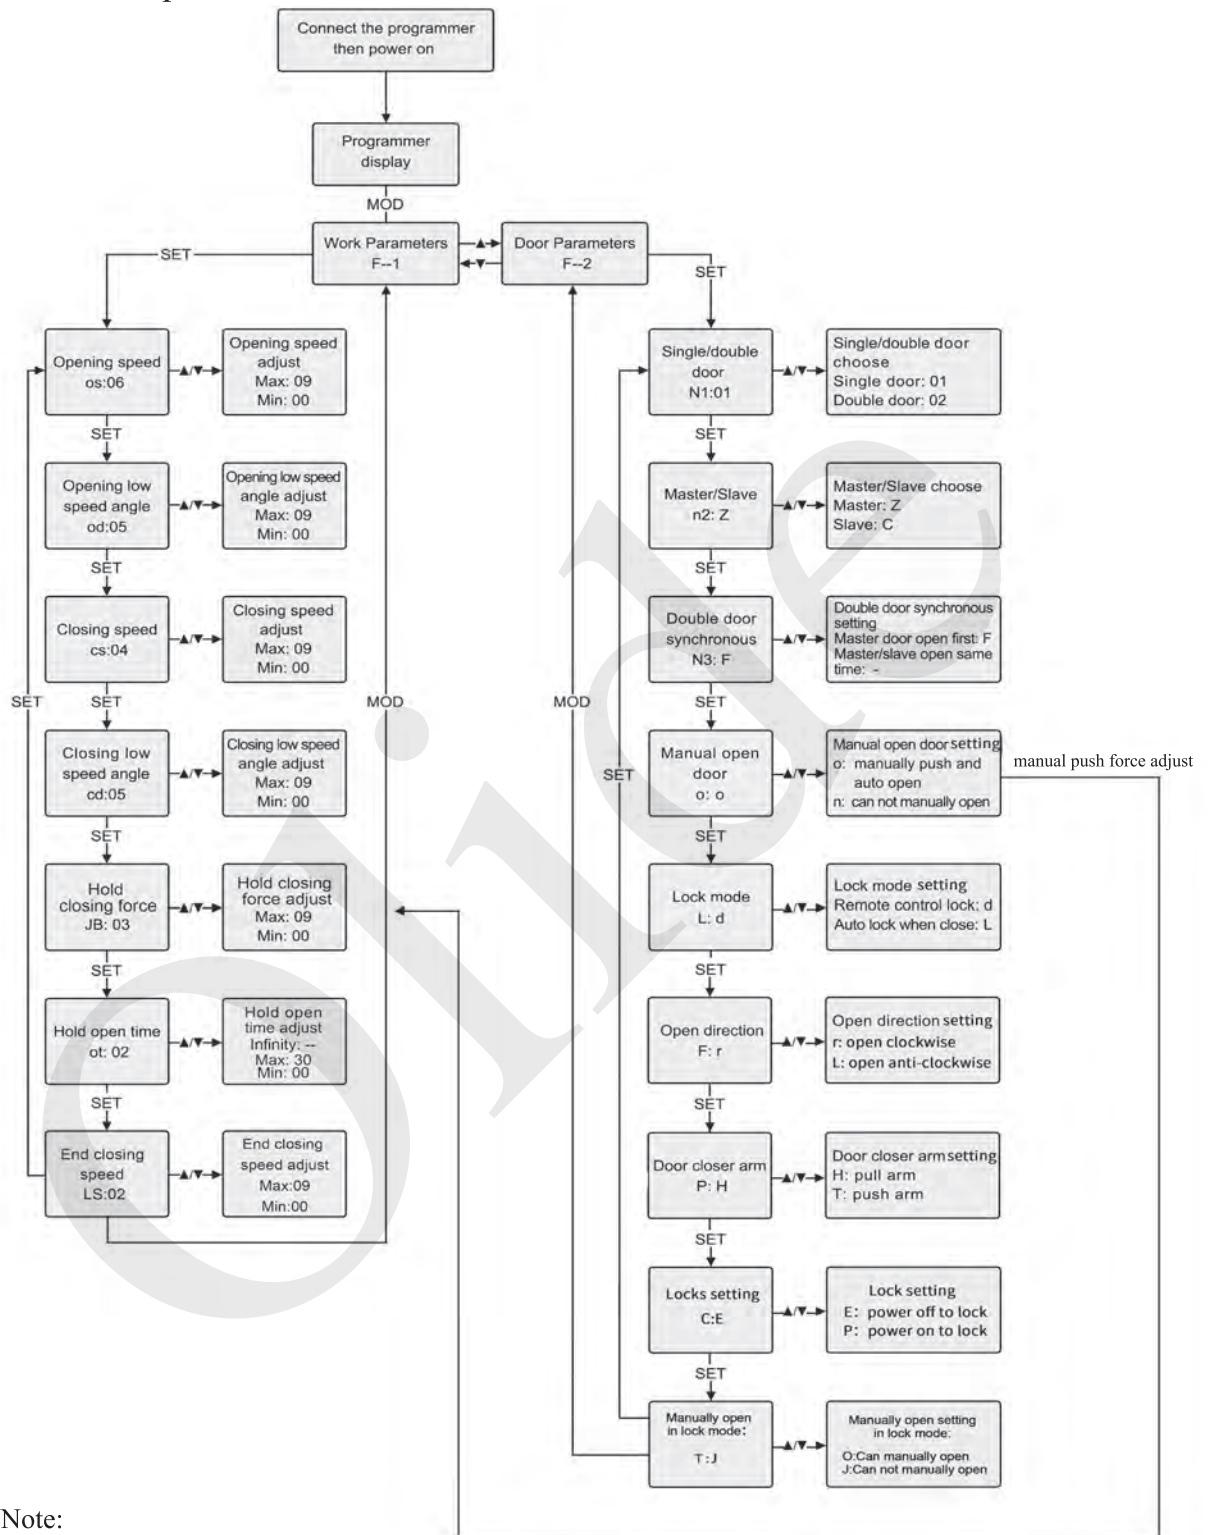 Connect the programmer
then power on
Programmer
display
MOD
Work Parameters
F--1
▲
▼
Door Parameters
F--2
SET
SET
Opening speed
os:06
▲/▼
Opening speed
adjust
Max: 09
Min: 00
SET
Opening low
speed angle
od:05
▲/▼
Opening low speed
angle adjust
Max: 09
Min: 00
SET
Closing speed
cs:04
▲/▼
Closing speed
adjust
Max: 09
Min: 00
SET
SET
MOD
Closing low
speed angle
cd:05
▲/▼
Closing low speed
angle adjust
Max: 09
Min: 00
SET
Hold
closing force
JB: 03
▲/▼
Hold closing
force adjust
Max: 09
Min: 00
SET
Hold open time
ot: 02
▲/▼
Hold open
time adjust
Infinity: --
Max: 30
Min: 00
SET
End closing
speed
LS:02
▲/▼
End closing
speed adjust
Max:09
Min:00
Single/double
door
N1:01
▲/▼
Single/double door
choose
Single door: 01
Double door: 02
SET
Master/Slave
n2: Z
▲/▼
Master/Slave choose
Master: Z
Slave: C
SET
Double door
synchronous
N3: F
▲/▼
Double door synchronous
setting
Master door open first: F
Master/slave open same
time: -
MOD
SET
SET
Manual open
door
o: o
▲/▼
Manual open door setting
o: manually push and
auto open
n: can not manually open
manual push force adjust
SET
Lock mode
L: d
▲/▼
Lock mode setting
Remote control lock: d
Auto lock when close: L
SET
Open direction
F: r
▲/▼
Open direction setting
r: open clockwise
L: open anti-clockwise
SET
Door closer arm
P: H
▲/▼
Door closer arm setting
H: pull arm
T: push arm
SET
Locks setting
C:E
▲/▼
Lock setting
E: power off to lock
P: power on to lock
SET
Manually open
in lock mode:
T:J
▲/▼
Manually open setting
in lock mode:
O:Can manually open
J:Can not manually open
Note:
Olide